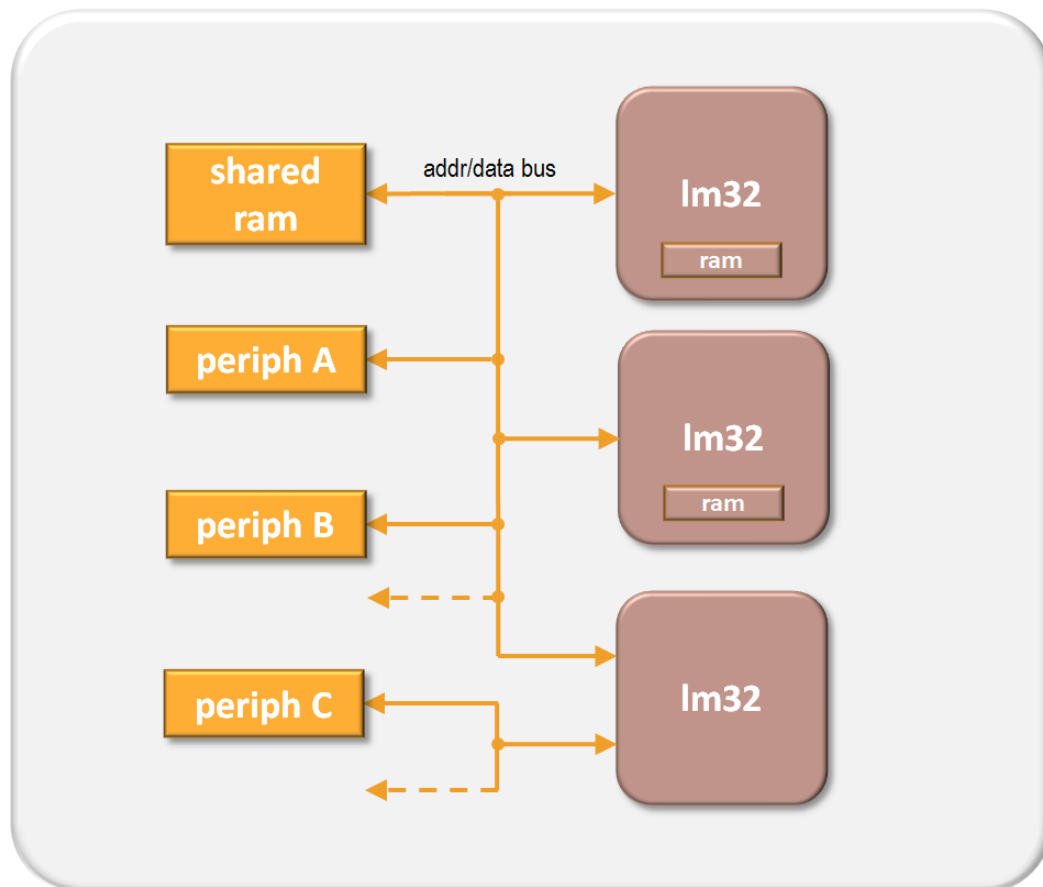 shared
ram
addr/data bus
lm32
ram
periph A
lm32
ram
periph B
periph C
lm32